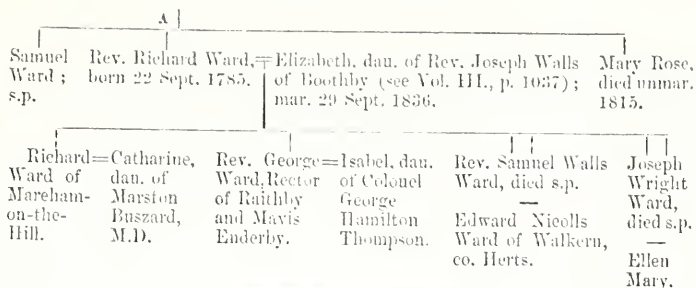 A
Samuel
Ward ;
s.p.
Rev. Richard Ward,=
born 22 Sept. 1785.
Elizabeth, dau. of Rev. Joseph Walls
of Boothby (see Vol. III., p. 1037) ;
mar. 29 Sept. 1836.
Mary Rose,
died unmar.
1815.
Richard=
Ward of
Mareham-
on-the-
Hill.
Catharine,
dau. of
Marston
Buszard,
M.D.
Rev. George=
Ward, Rector
of Raithby
and Mavis
Enderby.
Isabel, dau.
of Colonel
George
Hamilton
Thompson.
Rev. Samuel Walls
Ward, died s.p.
—
Edward Nicolls
Ward of Walkern,
co. Herts.
Joseph
Wright
Ward,
died s.p.
—
Ellen
Mary.